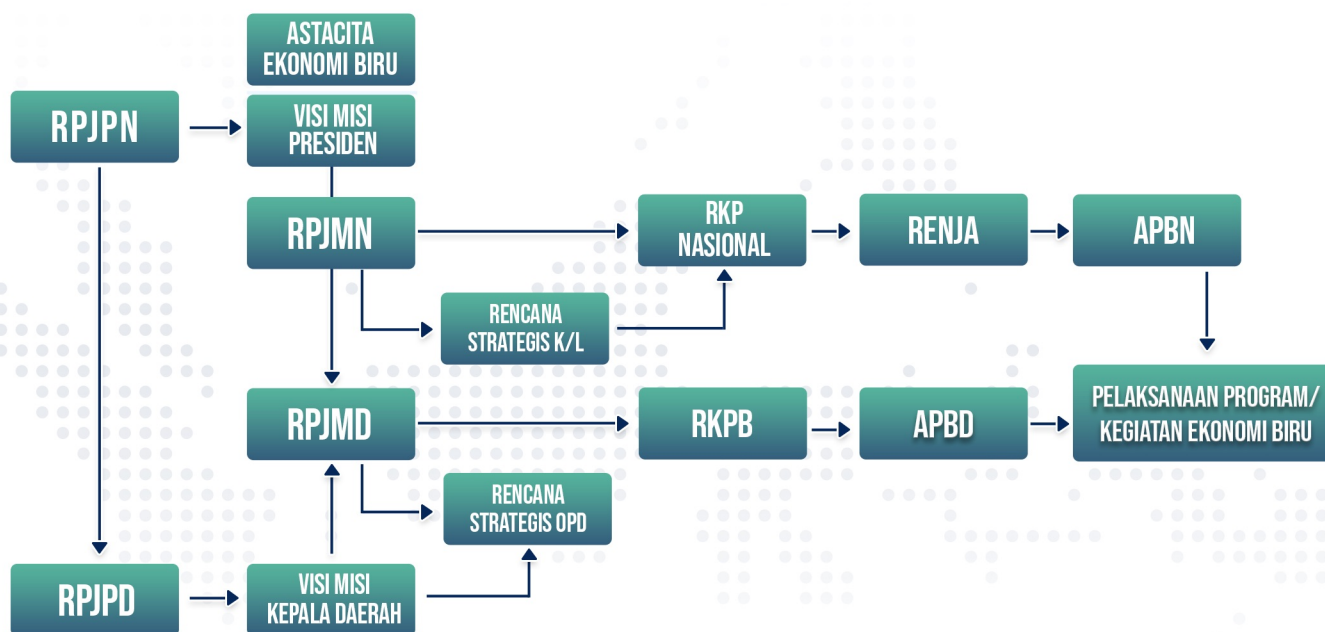 ASTACITA
EKONOMI BIRU
RPJPN
VISI MISI
PRESIDEN
RPJMN
RKP
NASIONAL
RENJA
APBN
RENCANA
STRATEGIS K/L
RPJMD
RKPB
APBD
PELAKSANAAN PROGRAM/
KEGIATAN EKONOMI BIRU
RENCANA
STRATEGIS OPD
RPJPD
VISI MISI
KEPALA DAERAH